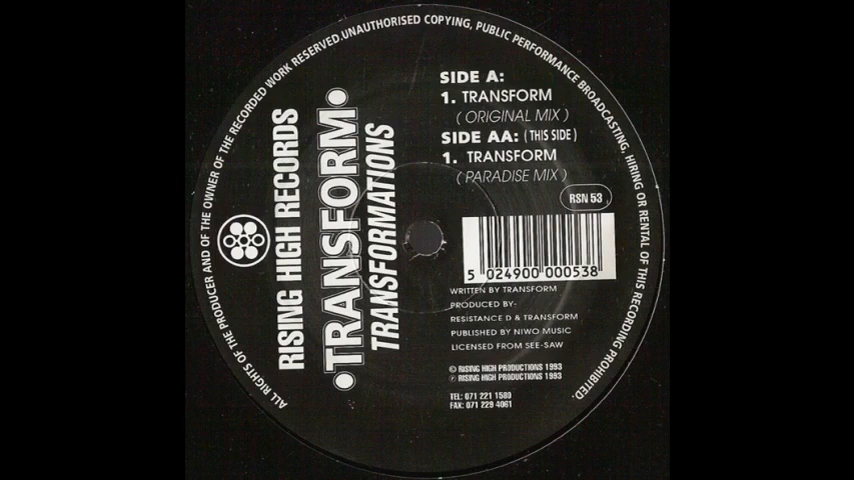 ALL RIGHTS OF THE PRODUCER AND OF THE OWNER OF THE RECORDED WORK RESERVED.UNAUTHORISED COPYING, PUBLIC PERFORMANCE BROADCASTING, HIRING OR RENTAL OF THIS RECORDING PROHIBITED.
RISING HIGH RECORDS
•TRANSFORM•
TRANSFORMATIONS
SIDE A:
1. TRANSFORM
( ORIGINAL MIX )
SIDE AA: ( THIS SIDE )
1. TRANSFORM
( PARADISE MIX )
RSN 53
5 024900 000538
WRITTEN BY TRANSFORM
PRODUCED BY:-
RESISTANCE D & TRANSFORM
PUBLISHED BY NIWO MUSIC
LICENSED FROM SEE-SAW
© RISING HIGH PRODUCTIONS 1993
℗ RISING HIGH PRODUCTIONS 1993
TEL: 071 221 1580
FAX: 071 229 4061